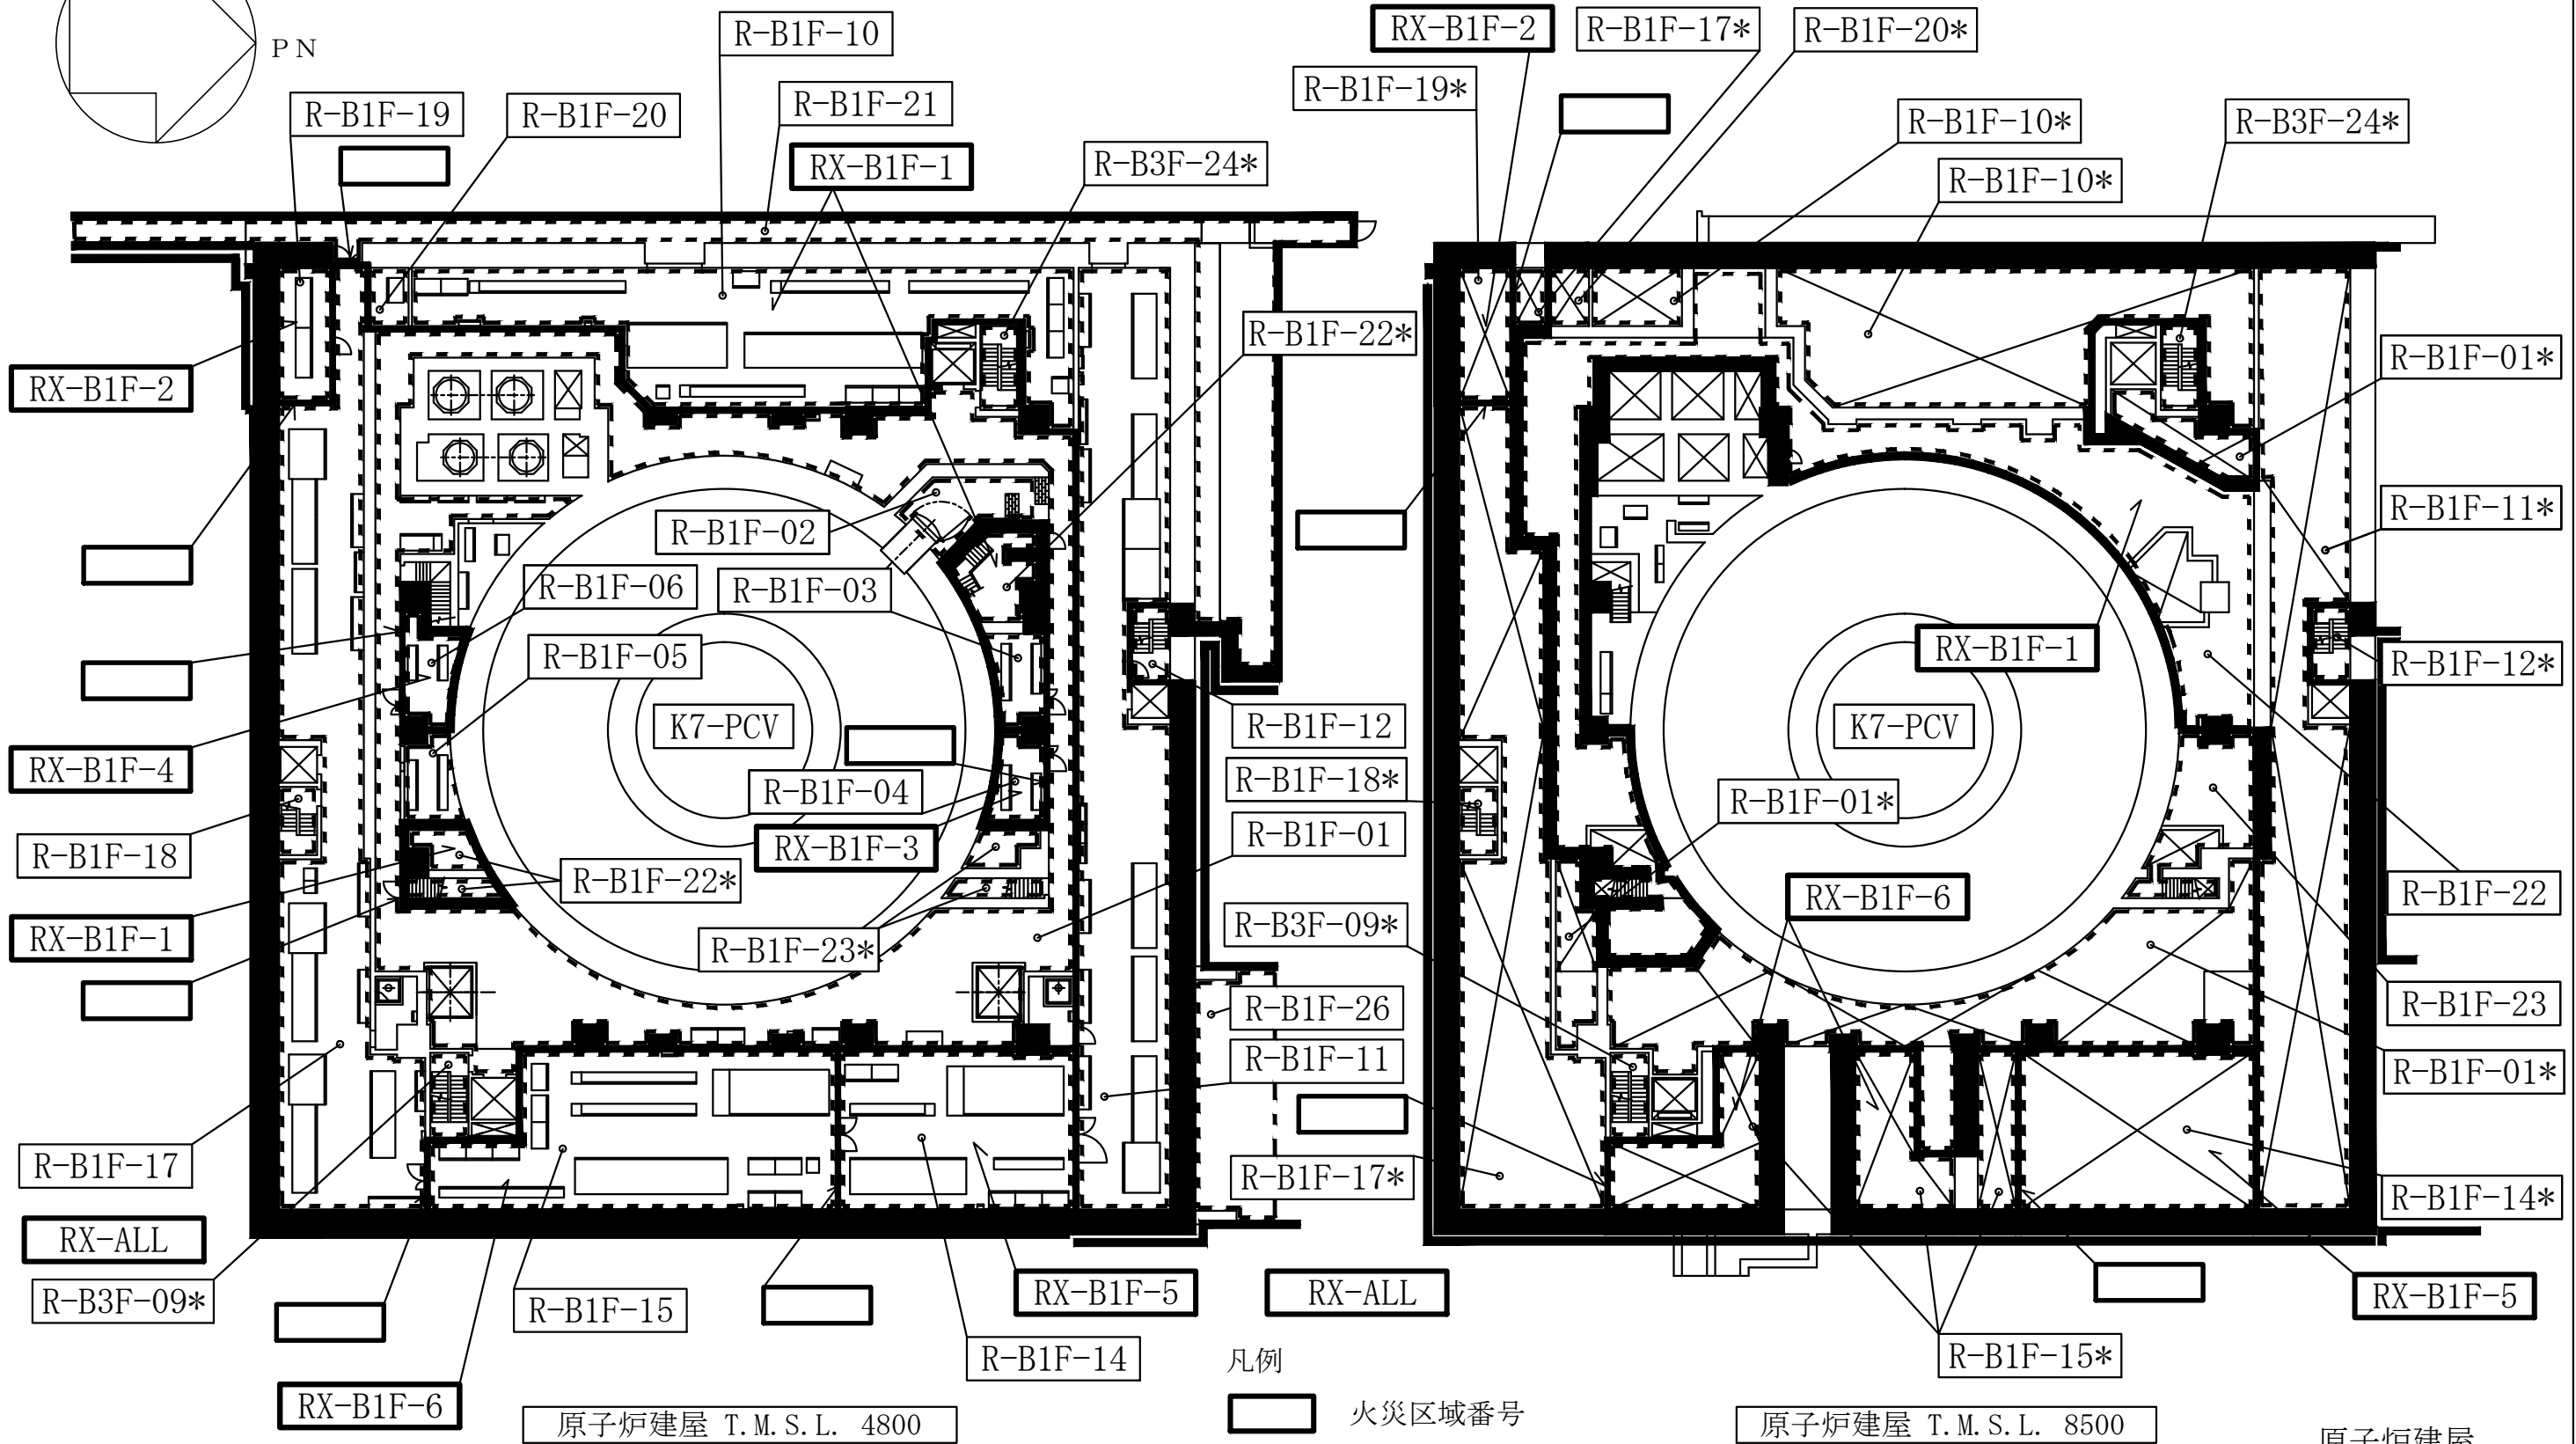 PN
R-B1F-10
R-B1F-19
R-B1F-20
R-B1F-21
RX-B1F-1
R-B3F-24*
RX-B1F-2
R-B1F-22*
R-B1F-02
R-B1F-06
R-B1F-03
R-B1F-05
K7-PCV
RX-B1F-4
R-B1F-12
R-B1F-04
R-B1F-18
RX-B1F-3
R-B1F-01
R-B1F-22*
RX-B1F-1
R-B1F-23*
R-B1F-26
R-B1F-11
R-B1F-17
RX-ALL
R-B3F-09*
R-B1F-15
RX-B1F-5
R-B1F-14
RX-B1F-6
原子炉建屋 T.M.S.L. 4800
RX-B1F-2
R-B1F-17*
R-B1F-20*
R-B1F-19*
R-B1F-10*
R-B3F-24*
R-B1F-10*
R-B1F-01*
R-B1F-11*
RX-B1F-1
R-B1F-12*
K7-PCV
R-B1F-18*
R-B1F-01*
RX-B1F-6
R-B1F-22
R-B3F-09*
R-B1F-23
R-B1F-01*
R-B1F-17*
R-B1F-14*
RX-ALL
RX-B1F-5
R-B1F-15*
凡例
火災区域番号
原子炉建屋 T.M.S.L. 8500
原子炉建屋